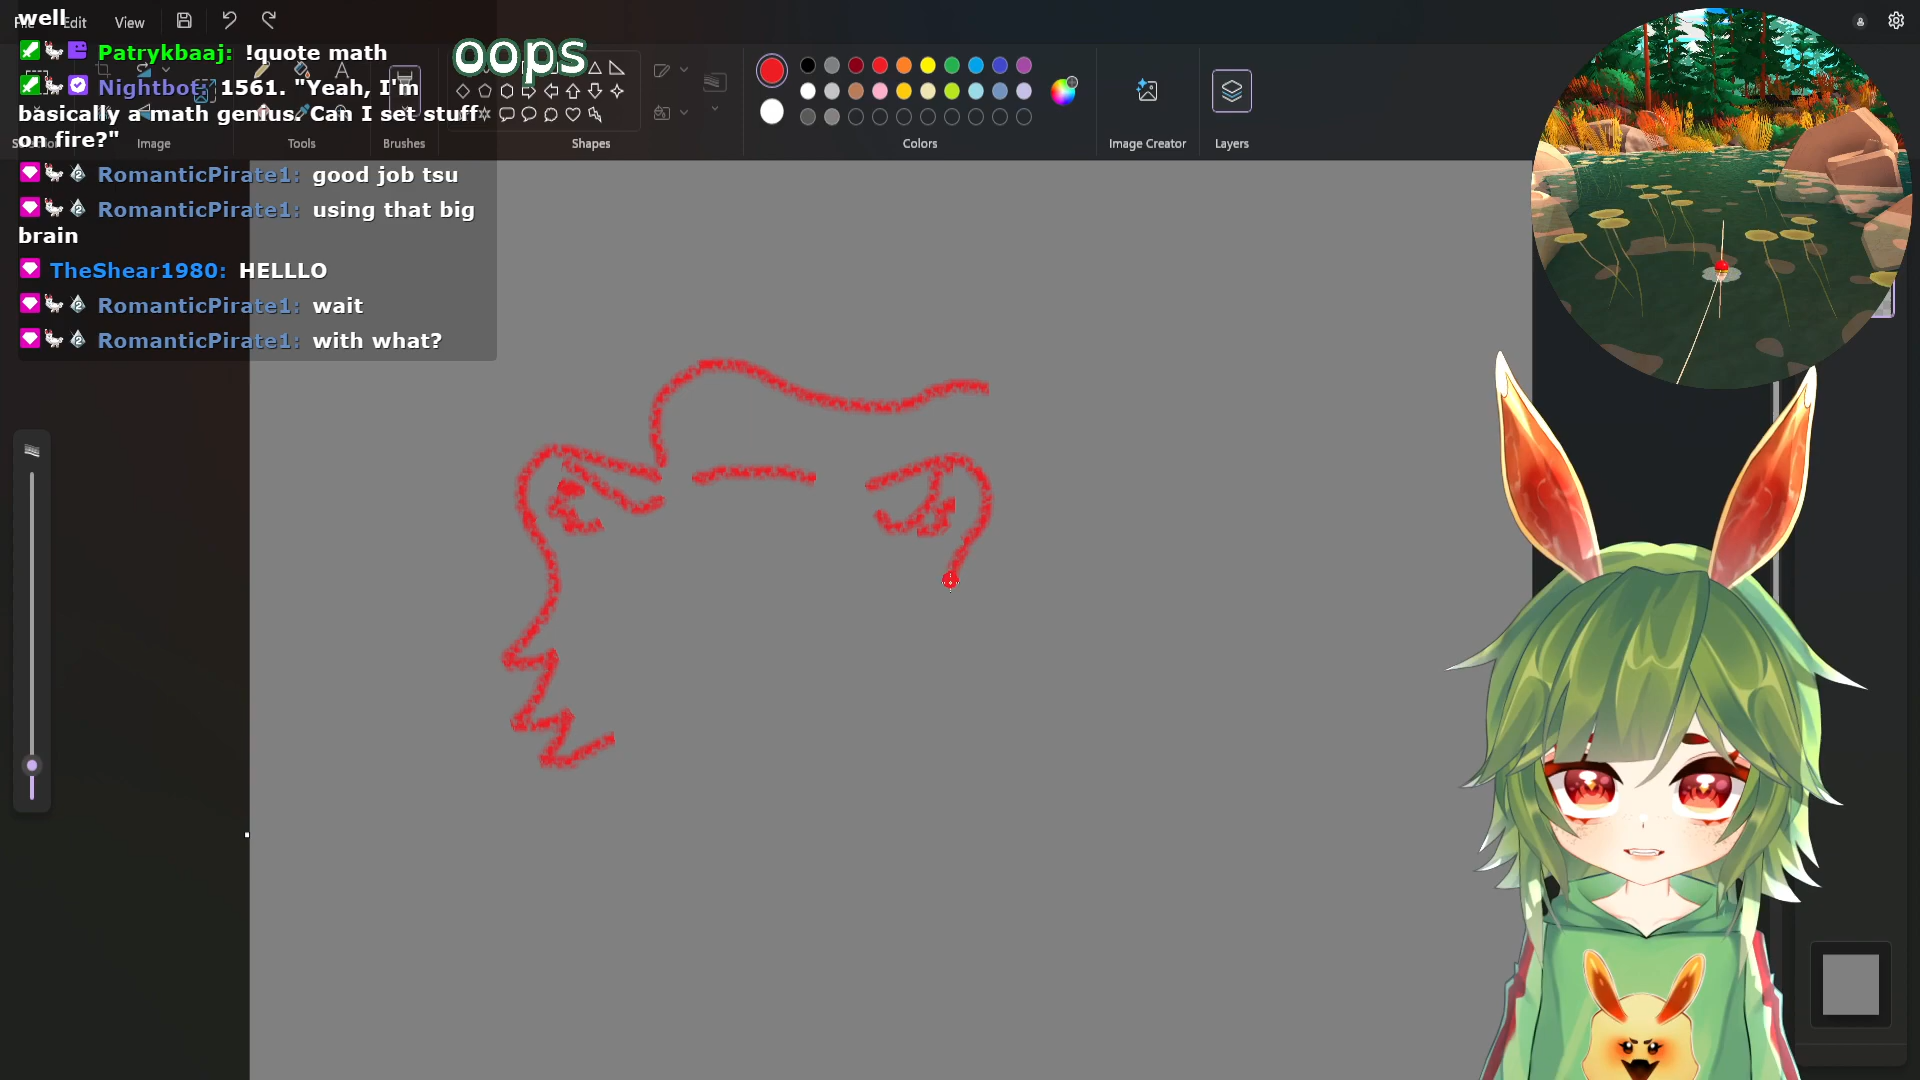 well
File Edit View
Patrykbaaj: !quote math
oops
Nightbot: 1561. "Yeah, I'm
basically a math genius. Can I set stuff
on fire?"
Image Tools Brushes Shapes Colors Image Creator Layers
RomanticPirate1: good job tsu
RomanticPirate1: using that big
brain
TheShear1980: HELLLO
RomanticPirate1: wait
RomanticPirate1: with what?